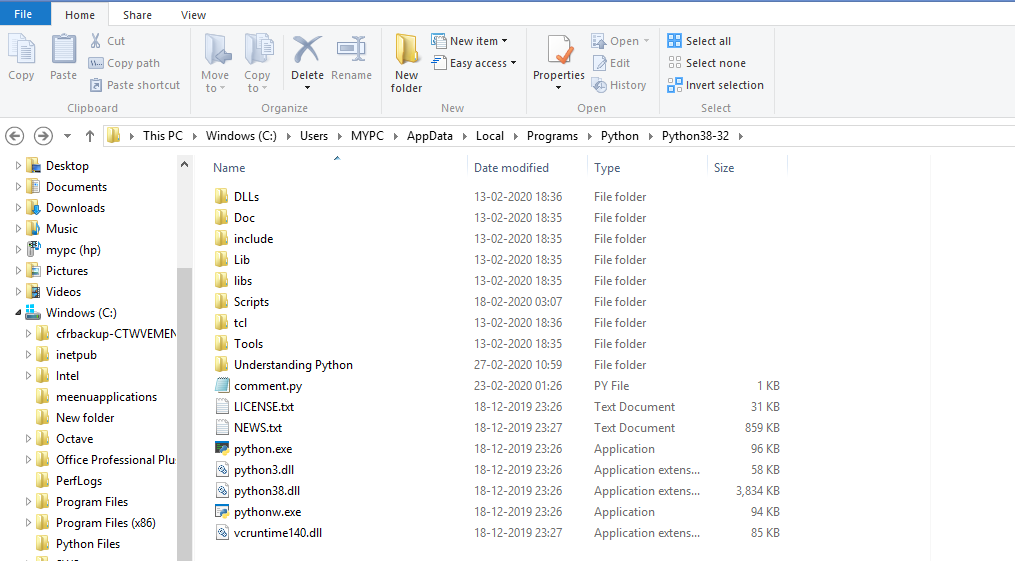 File Home Share View
Copy Paste Cut Copy path Paste shortcut
Move to Copy to Delete Rename
New folder New item Easy access
Properties Open Edit History
Select all Select none Invert selection
Clipboard Organize New Open Select
This PC Windows (C:) Users MYPC AppData Local Programs Python Python38-32
Desktop
Documents
Downloads
Music
mypc (hp)
Pictures
Videos
Windows (C:)
cfrbackup-CTWVEMEN
inetpub
Intel
meenuapplications
New folder
Octave
Office Professional Plu
PerfLogs
Program Files
Program Files (x86)
Python Files
Name Date modified Type Size
DLLs 13-02-2020 18:36 File folder
Doc 13-02-2020 18:35 File folder
include 13-02-2020 18:35 File folder
Lib 13-02-2020 18:35 File folder
libs 13-02-2020 18:35 File folder
Scripts 18-02-2020 03:07 File folder
tcl 13-02-2020 18:36 File folder
Tools 13-02-2020 18:35 File folder
Understanding Python 27-02-2020 10:59 File folder
comment.py 23-02-2020 01:26 PY File 1 KB
LICENSE.txt 18-12-2019 23:26 Text Document 31 KB
NEWS.txt 18-12-2019 23:27 Text Document 859 KB
python.exe 18-12-2019 23:26 Application 96 KB
python3.dll 18-12-2019 23:26 Application extens... 58 KB
python38.dll 18-12-2019 23:26 Application extens... 3,834 KB
pythonw.exe 18-12-2019 23:26 Application 94 KB
vcruntime140.dll 18-12-2019 23:27 Application extens... 85 KB